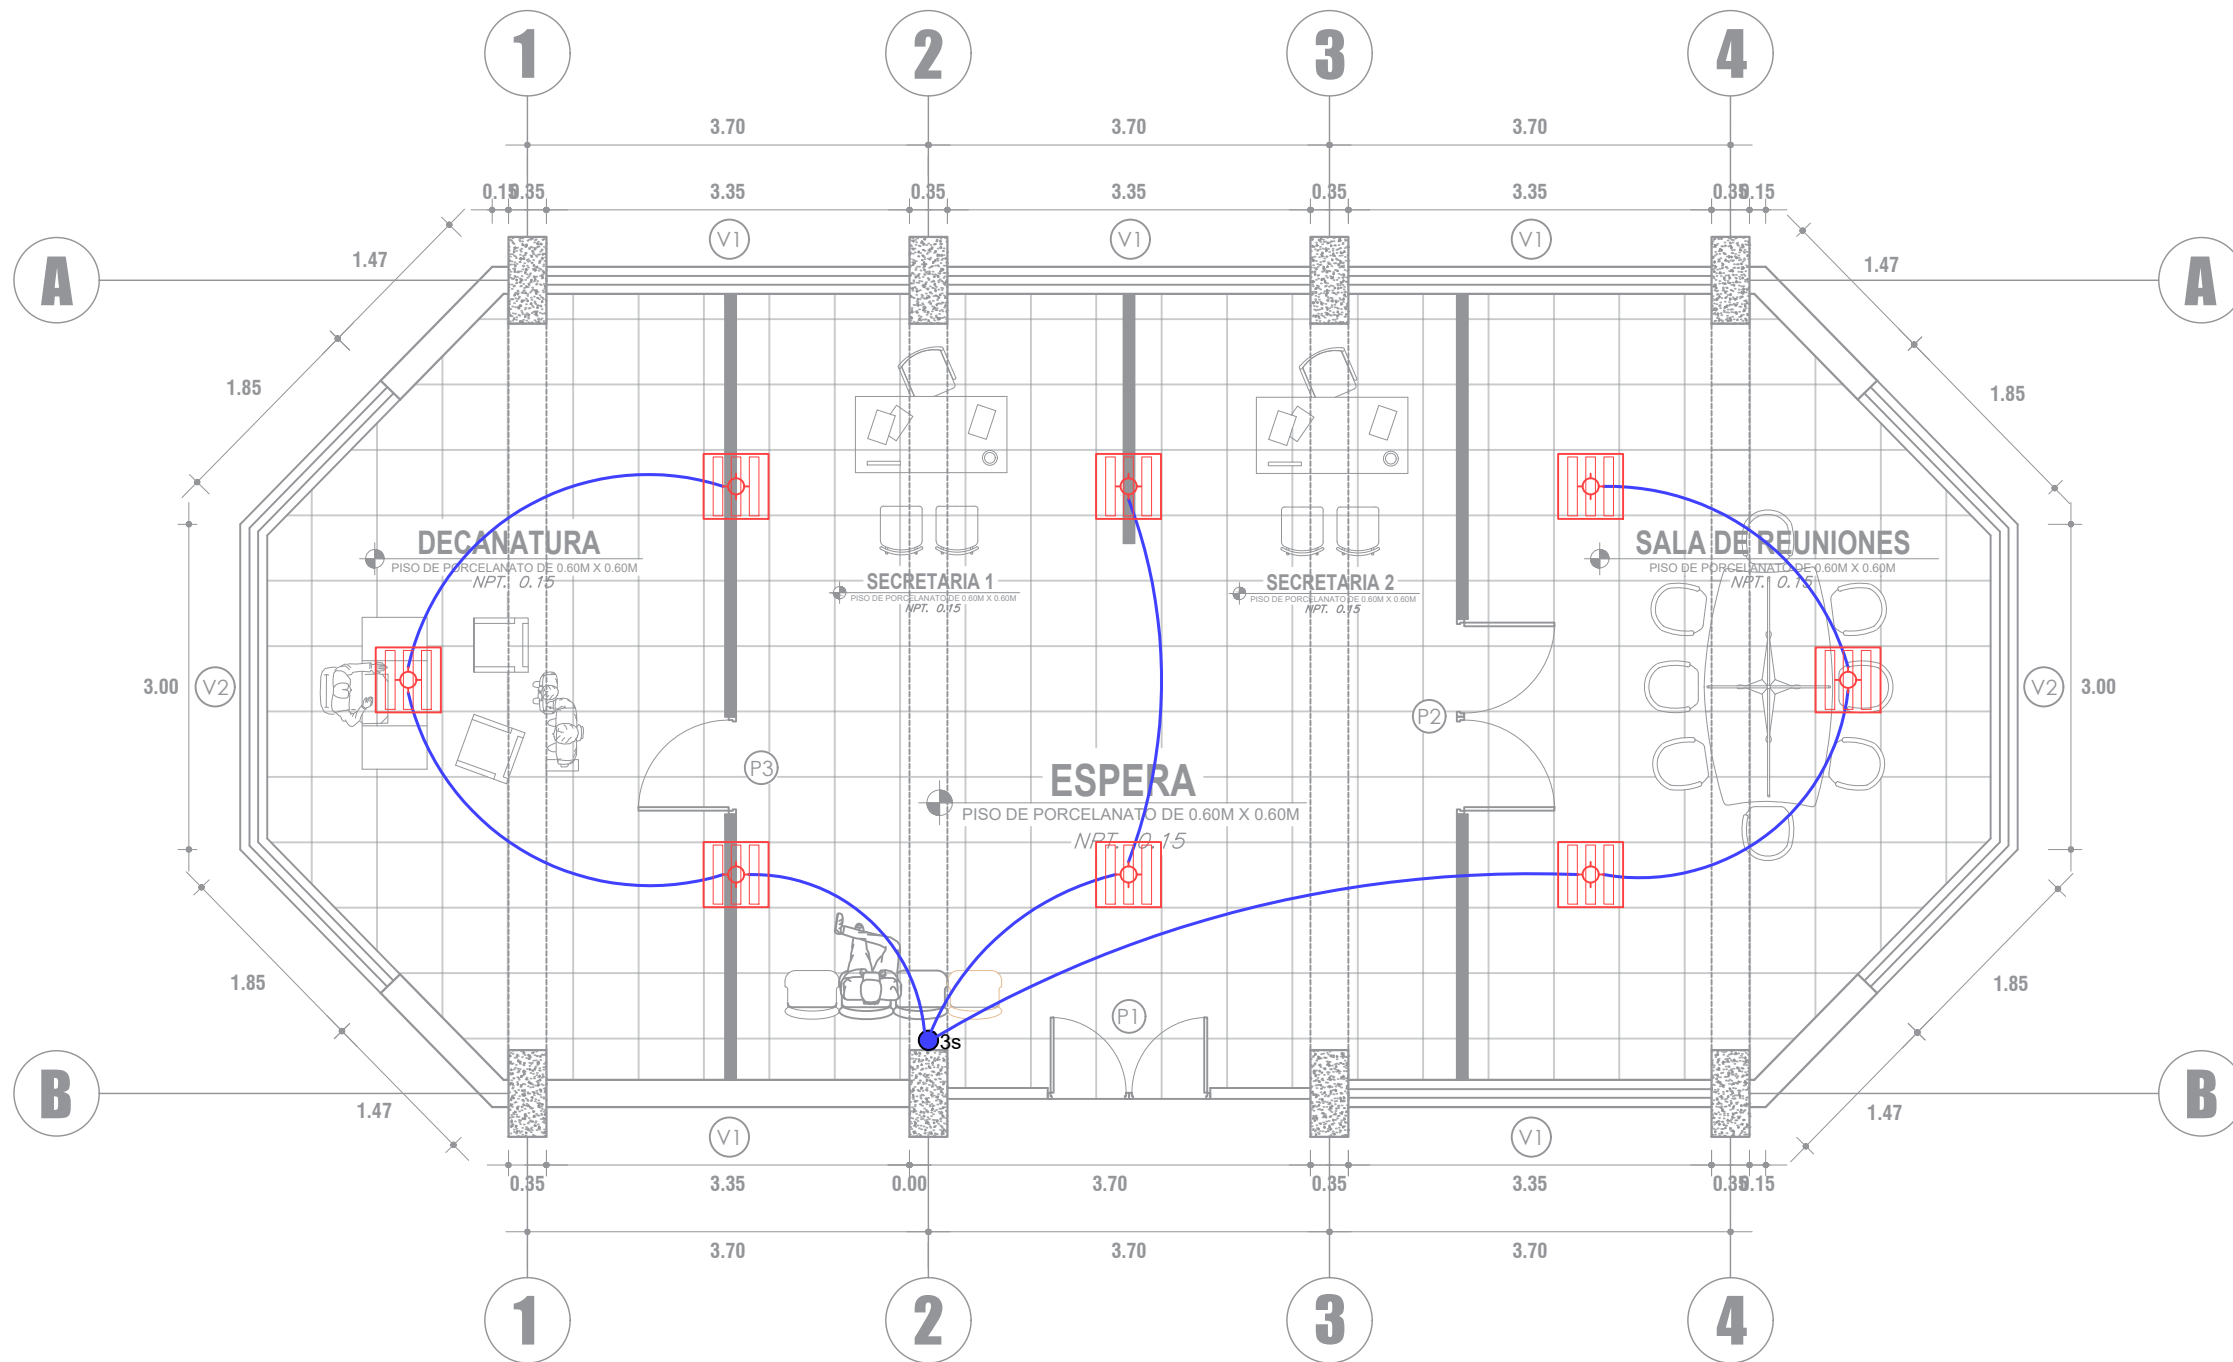 1 2 3 4
3.70 3.70 3.70
0.15 0.35 3.35 0.35 3.35 0.35 3.35 0.35 0.15
V1 V1 V1
1.47 1.47
A A
1.85 1.85
DECANATURA
PISO DE PORCELANATO DE 0.60M X 0.60M
NPT. 0.15
SECRETARIA 1
PISO DE PORCELANATO DE 0.60M X 0.60M
NPT. 0.15
SECRETARIA 2
PISO DE PORCELANATO DE 0.60M X 0.60M
NPT. 0.15
SALA DE REUNIONES
PISO DE PORCELANATO DE 0.60M X 0.60M
NPT. 0.15
3.00 V2 P2 V2 3.00
P3
ESPERA
PISO DE PORCELANATO DE 0.60M X 0.60M
NPT. 0.15
1.85 1.85
P1
3s
B B
1.47 1.47
V1 V1
0.35 3.35 0.00 3.70 0.35 3.35 0.35 0.15
3.70 3.70 3.70
1 2 3 4